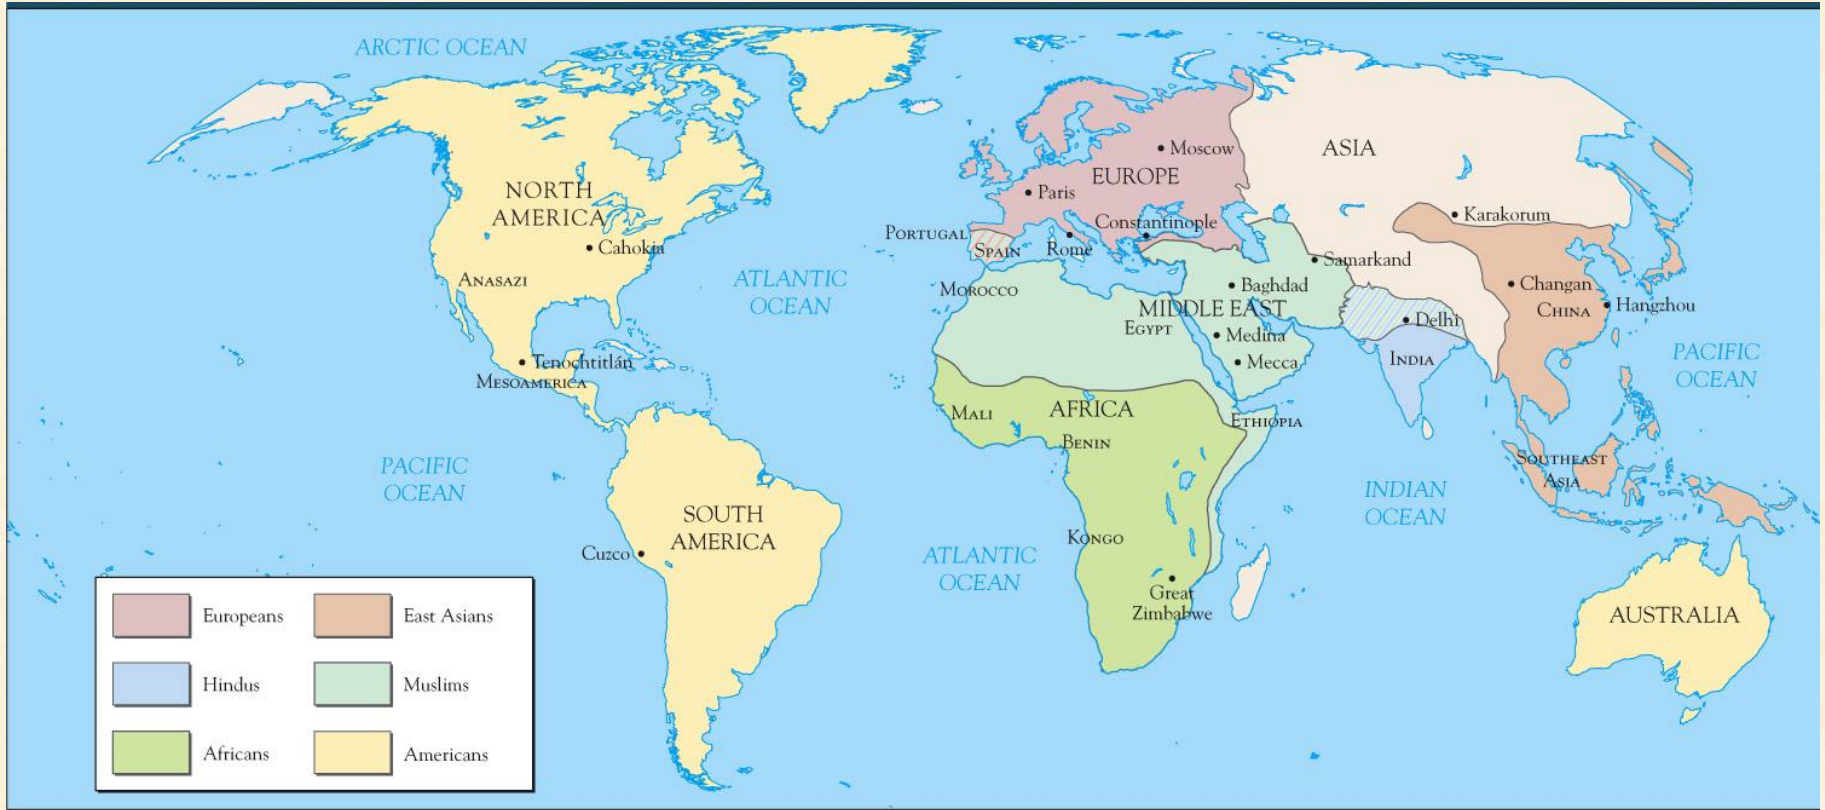 ARCTIC OCEAN
ASIA
Moscow
EUROPE
NORTH
AMERICA
Paris
Karakorum
Constantinople
PORTUGAL
SPAIN
Rome
Cahokia
Samarkand
ANASAZI
ATLANTIC
OCEAN
MOROCCO
Baghdad
Changan
MIDDLE EAST
CHINA
Hangzhou
EGYPT
Delhi
Medina
Tenochtitlán
Mecca
INDIA
PACIFIC
OCEAN
MESOAMERICA
MALI
AFRICA
ETHIOPIA
BENIN
PACIFIC
OCEAN
SOUTHEAST
ASIA
INDIAN
OCEAN
SOUTH
AMERICA
KONGO
Cuzco
ATLANTIC
OCEAN
Great
Zimbabwe
AUSTRALIA
Europeans
East Asians
Hindus
Muslims
Africans
Americans